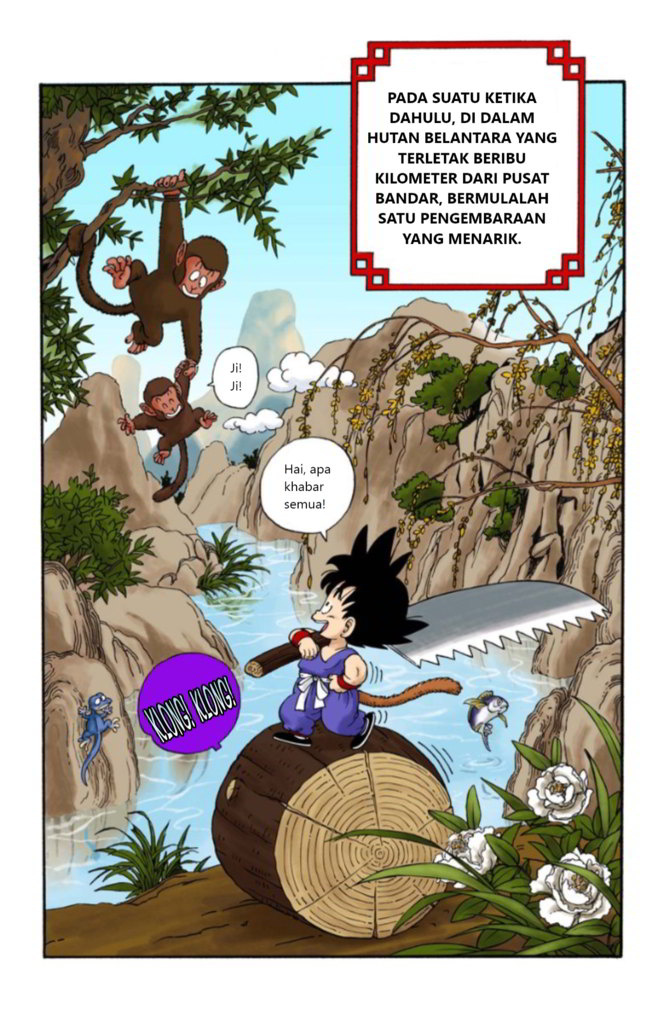 PADA SUATU KETIKA
DAHULU, DI DALAM
HUTAN BELANTARA YANG
TERLETAK BERIBU
KILOMETER DARI PUSAT
BANDAR, BERMULALAH
SATU PENGEMBARAAN
YANG MENARIK.
Ji!
Ji!
Hai, apa
khabar
semua!
KLONG! KLONG!